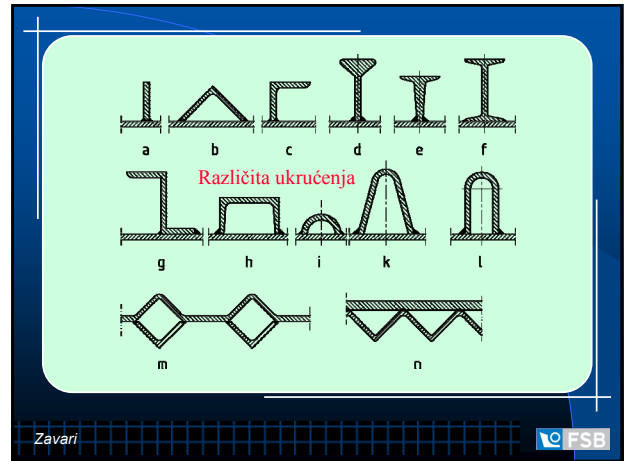 a b c d e f
Različita ukrućenja
g h i k l
m n
Zavari
FSB